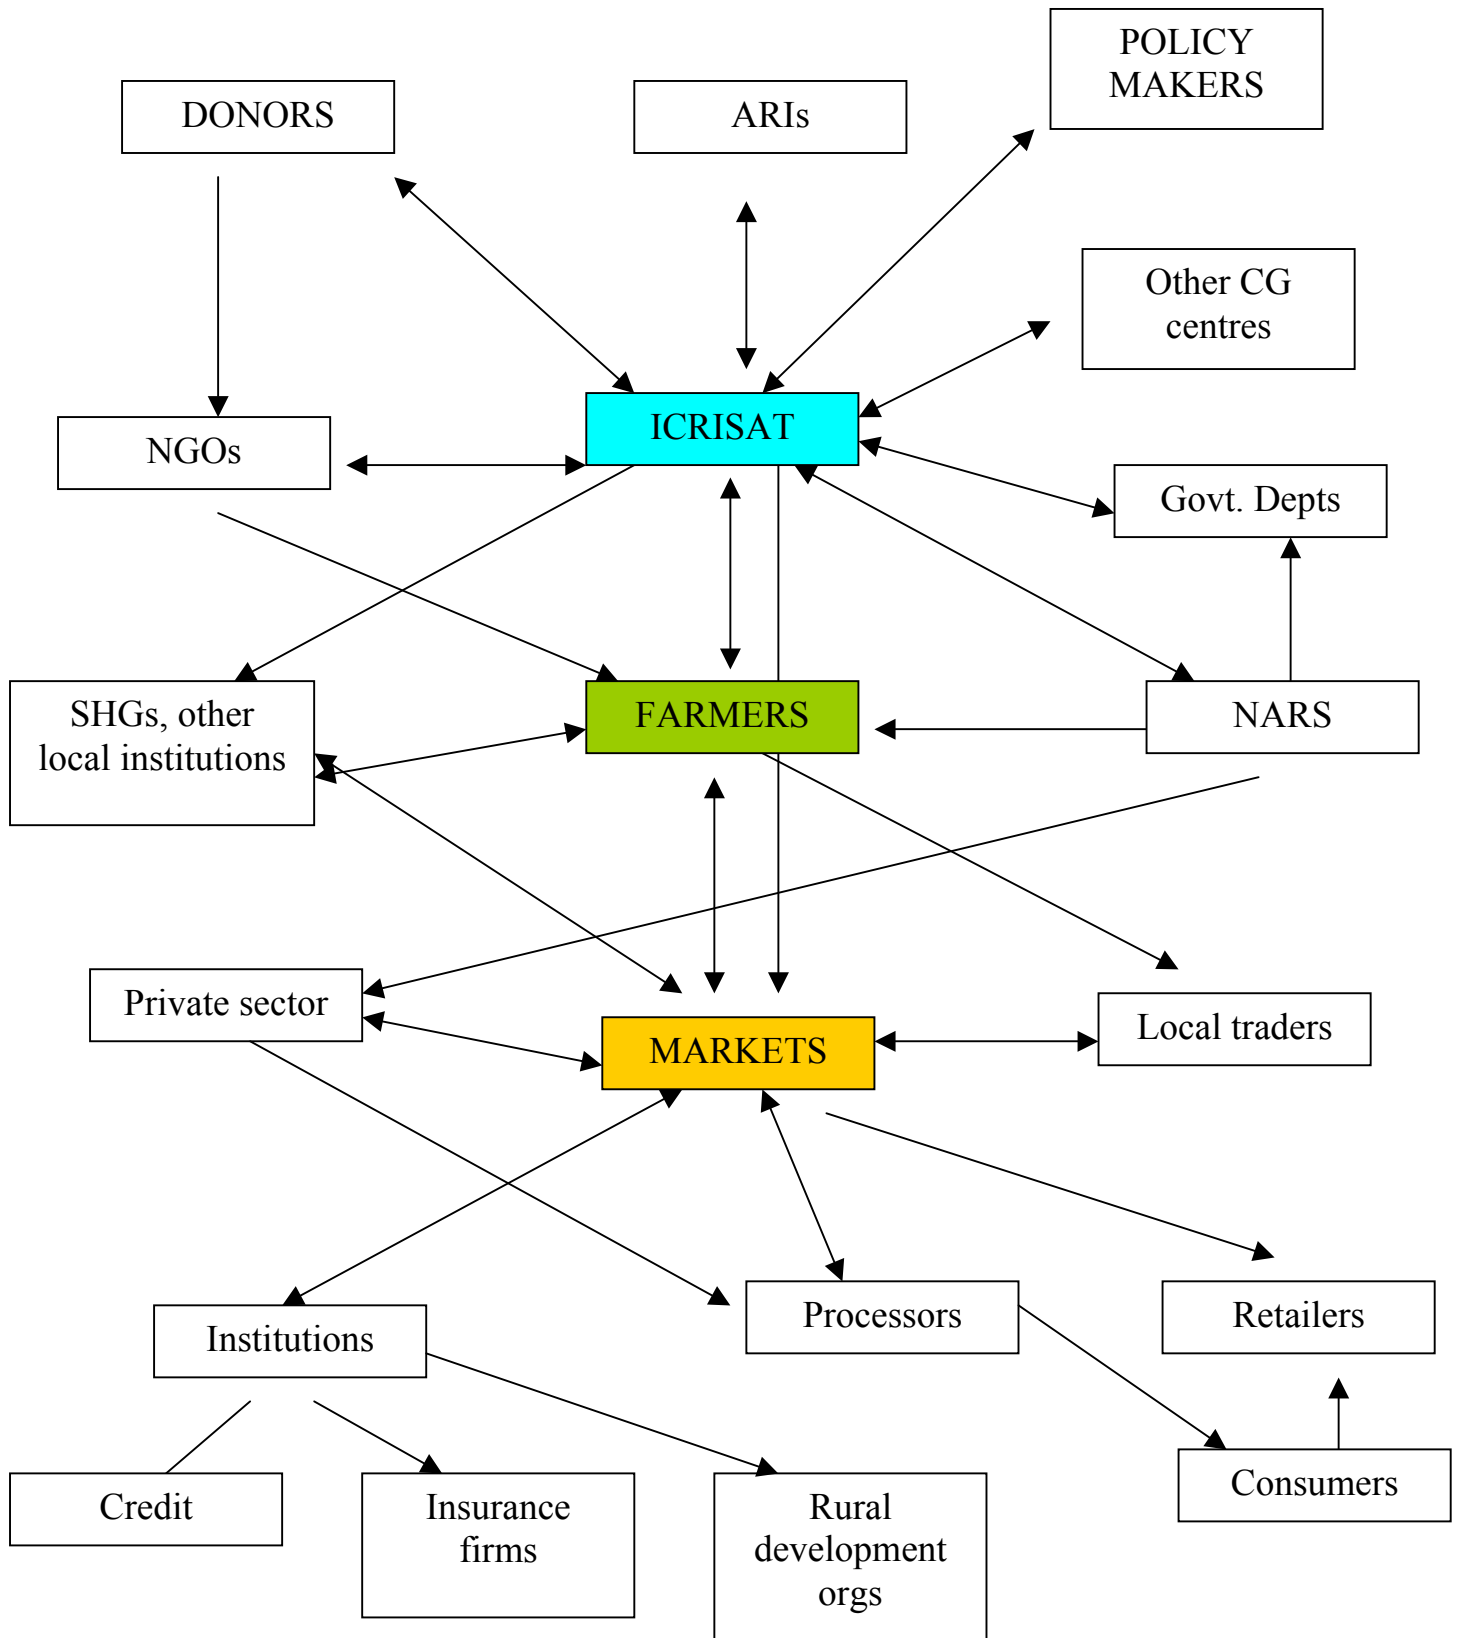 POLICY
MAKERS
DONORS
ARIs
Other CG
centres
ICRISAT
NGOs
Govt. Depts
SHGs, other
local institutions
FARMERS
NARS
Private sector
MARKETS
Local traders
Institutions
Processors
Retailers
Credit
Insurance
firms
Rural
development
orgs
Consumers